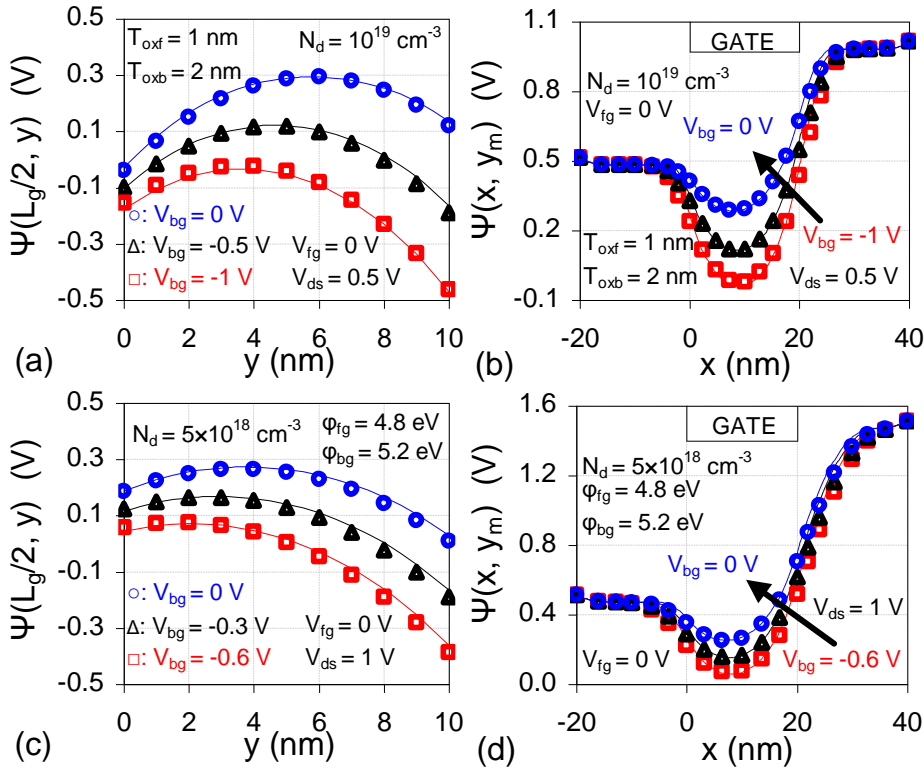 Ψ(L_g/2, y) (V)
0.5
0.3
0.1
-0.1
-0.3
-0.5
T_oxf = 1 nm
N_d = 10^19 cm^-3
T_oxb = 2 nm
○: V_bg = 0 V
Δ: V_bg = -0.5 V V_fg = 0 V
□: V_bg = -1 V V_ds = 0.5 V
0 2 4 6 8 10
(a) y (nm)
Ψ(x, y_m) (V)
1.1
0.8
0.5
0.2
-0.1
GATE
N_d = 10^19 cm^-3
V_fg = 0 V
V_bg = 0 V
V_bg = -1 V
T_oxf = 1 nm
T_oxb = 2 nm V_ds = 0.5 V
-20 0 20 40
(b) x (nm)
Ψ(L_g/2, y) (V)
0.5
0.3
0.1
-0.1
-0.3
-0.5
N_d = 5×10^18 cm^-3
φ_fg = 4.8 eV
φ_bg = 5.2 eV
○: V_bg = 0 V
Δ: V_bg = -0.3 V V_fg = 0 V
□: V_bg = -0.6 V V_ds = 1 V
0 2 4 6 8 10
(c) y (nm)
Ψ(x, y_m) (V)
1.6
1.2
0.8
0.4
0.0
GATE
N_d = 5×10^18 cm^-3
φ_fg = 4.8 eV
φ_bg = 5.2 eV
V_bg = 0 V
V_ds = 1 V
V_fg = 0 V V_bg = -0.6 V
-20 0 20 40
(d) x (nm)